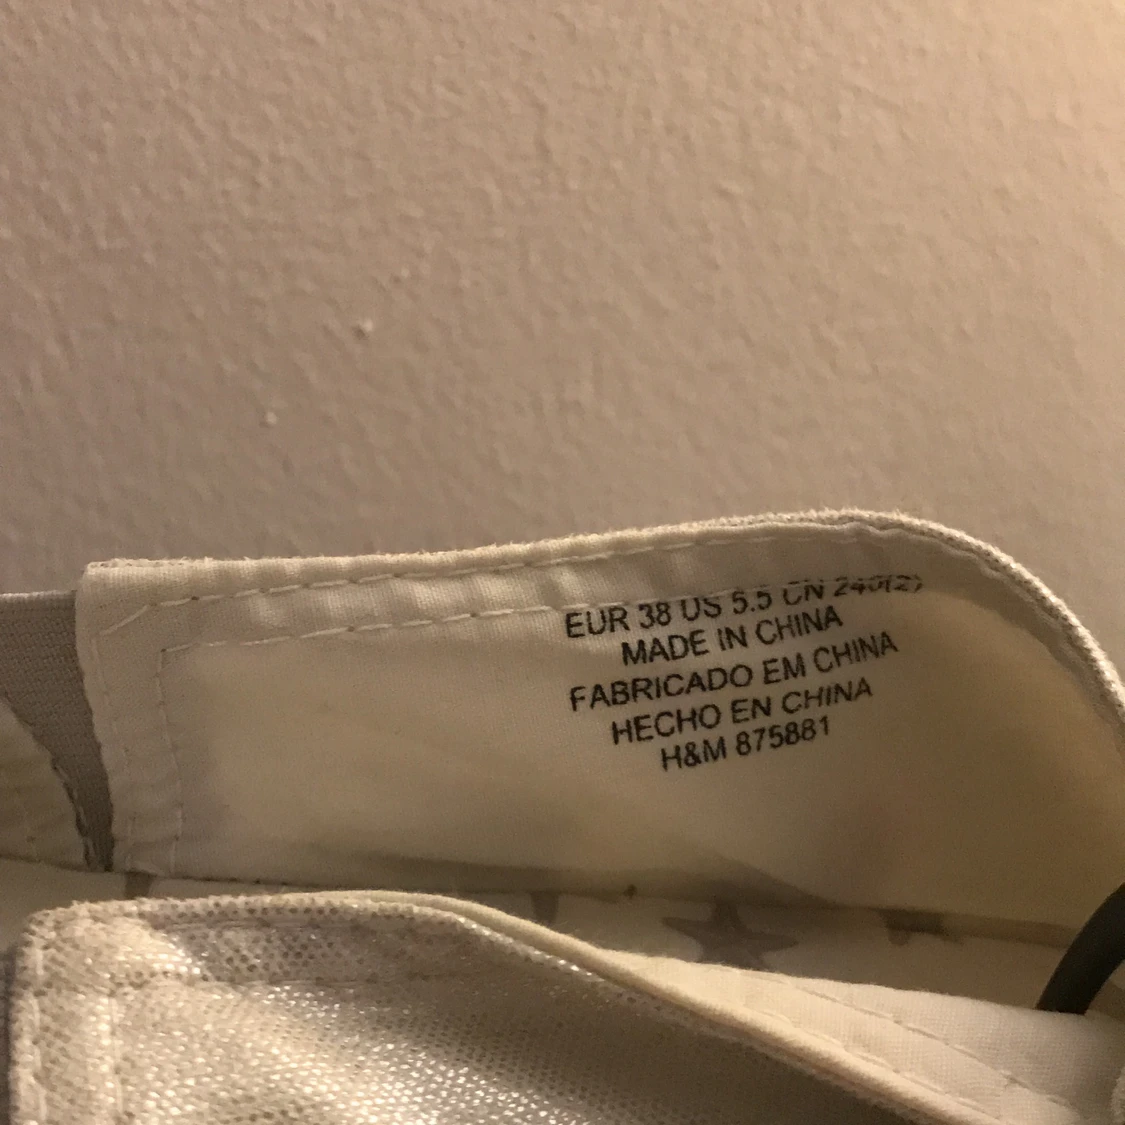 EUR 38 US 5.5 CN 240(2)
MADE IN CHINA
FABRICADO EM CHINA
HECHO EN CHINA
H&M 875881